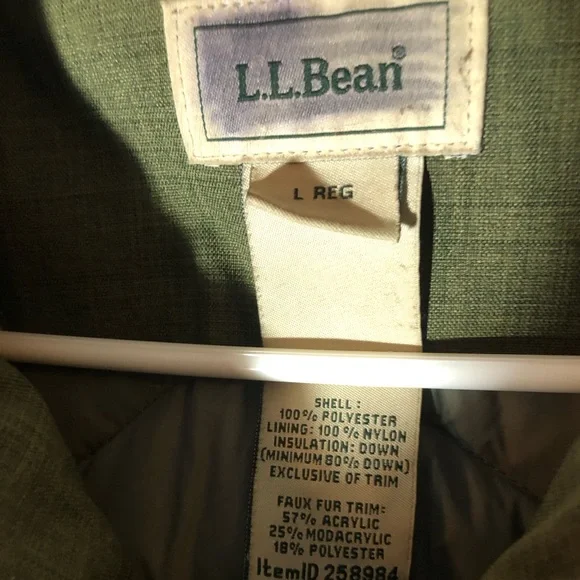 L.L.Bean®
L REG
SHELL:
100% POLYESTER
LINING: 100% NYLON
INSULATION: DOWN
(MINIMUM 80% DOWN)
EXCLUSIVE OF TRIM
FAUX FUR TRIM:
57% ACRYLIC
25% MODACRYLIC
18% POLYESTER
ItemID 258984